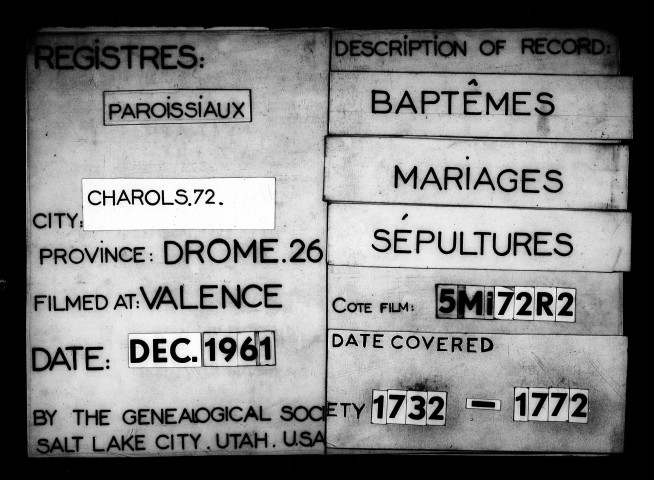 REGISTRES:
PAROISSIAUX
CHAROLS.72.
CITY:
PROVINCE: DROME.26
FILMED AT: VALENCE
DATE: DEC. 1961
BY THE GENEALOGICAL SOCIETY
SALT LAKE CITY. UTAH. U.S.A
DESCRIPTION OF RECORD:
BAPTÊMES
MARIAGES
SÉPULTURES
COTE FILM: 5Mi72R2
DATE COVERED
1732 — 1772